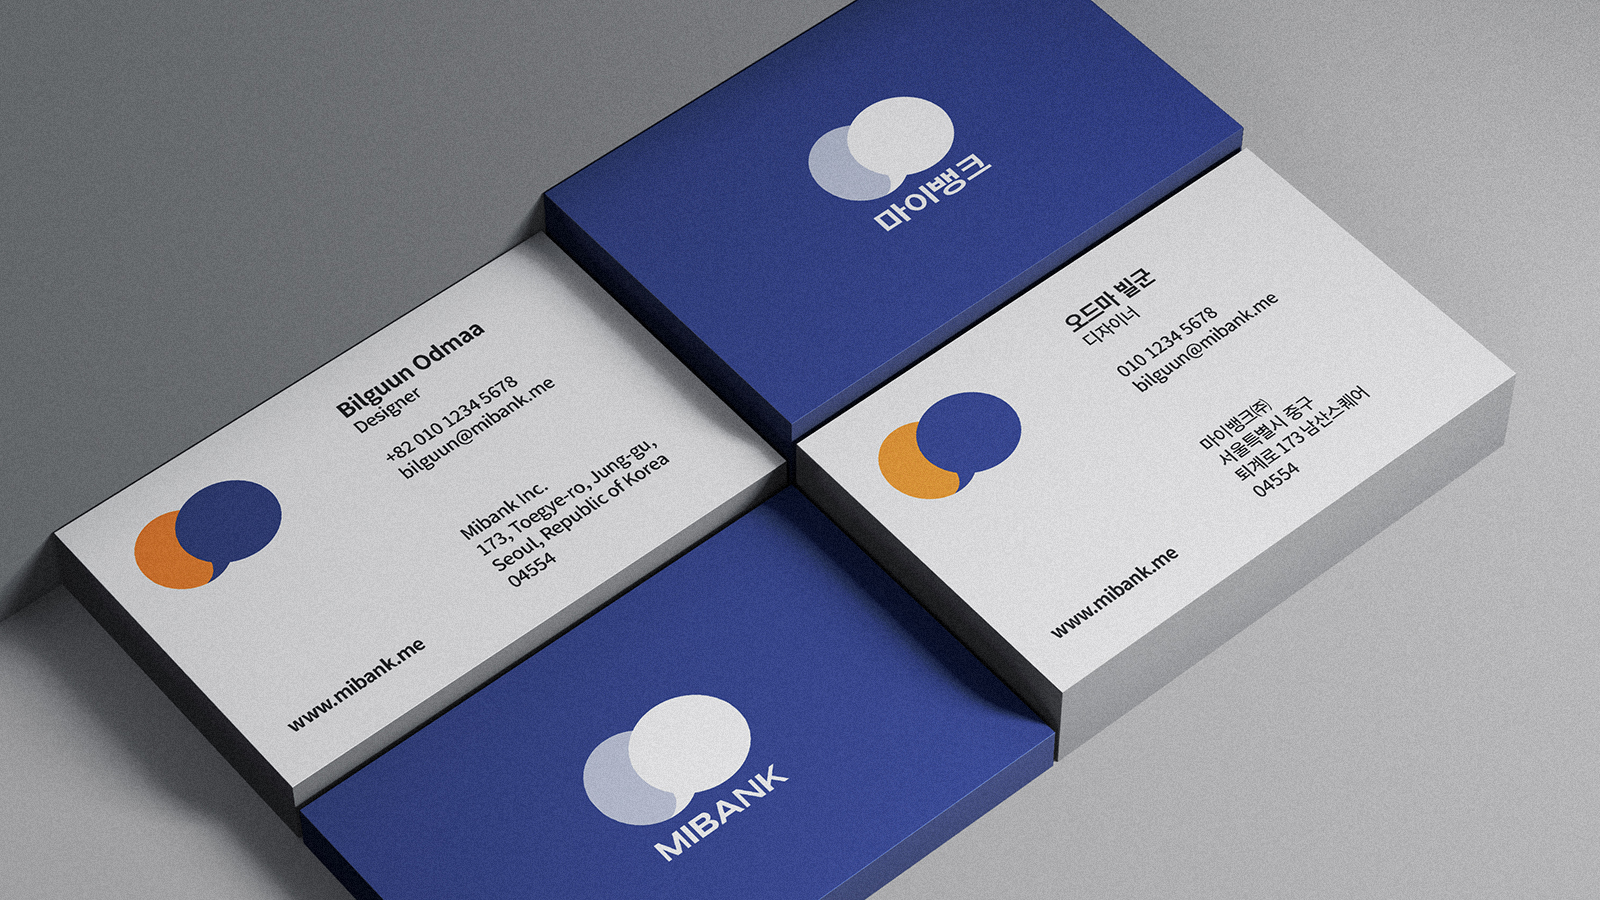 마이뱅크
Bilguun Odmaa
Designer
+82 010 1234 5678
bilguun@mibank.me
Mibank Inc.
173, Toegye-ro, Jung-gu,
Seoul, Republic of Korea
04554
www.mibank.me
오드마 빌군
디자이너
010 1234 5678
bilguun@mibank.me
마이뱅크㈜
서울특별시 중구
퇴계로 173 남산스퀘어
04554
www.mibank.me
MIBANK